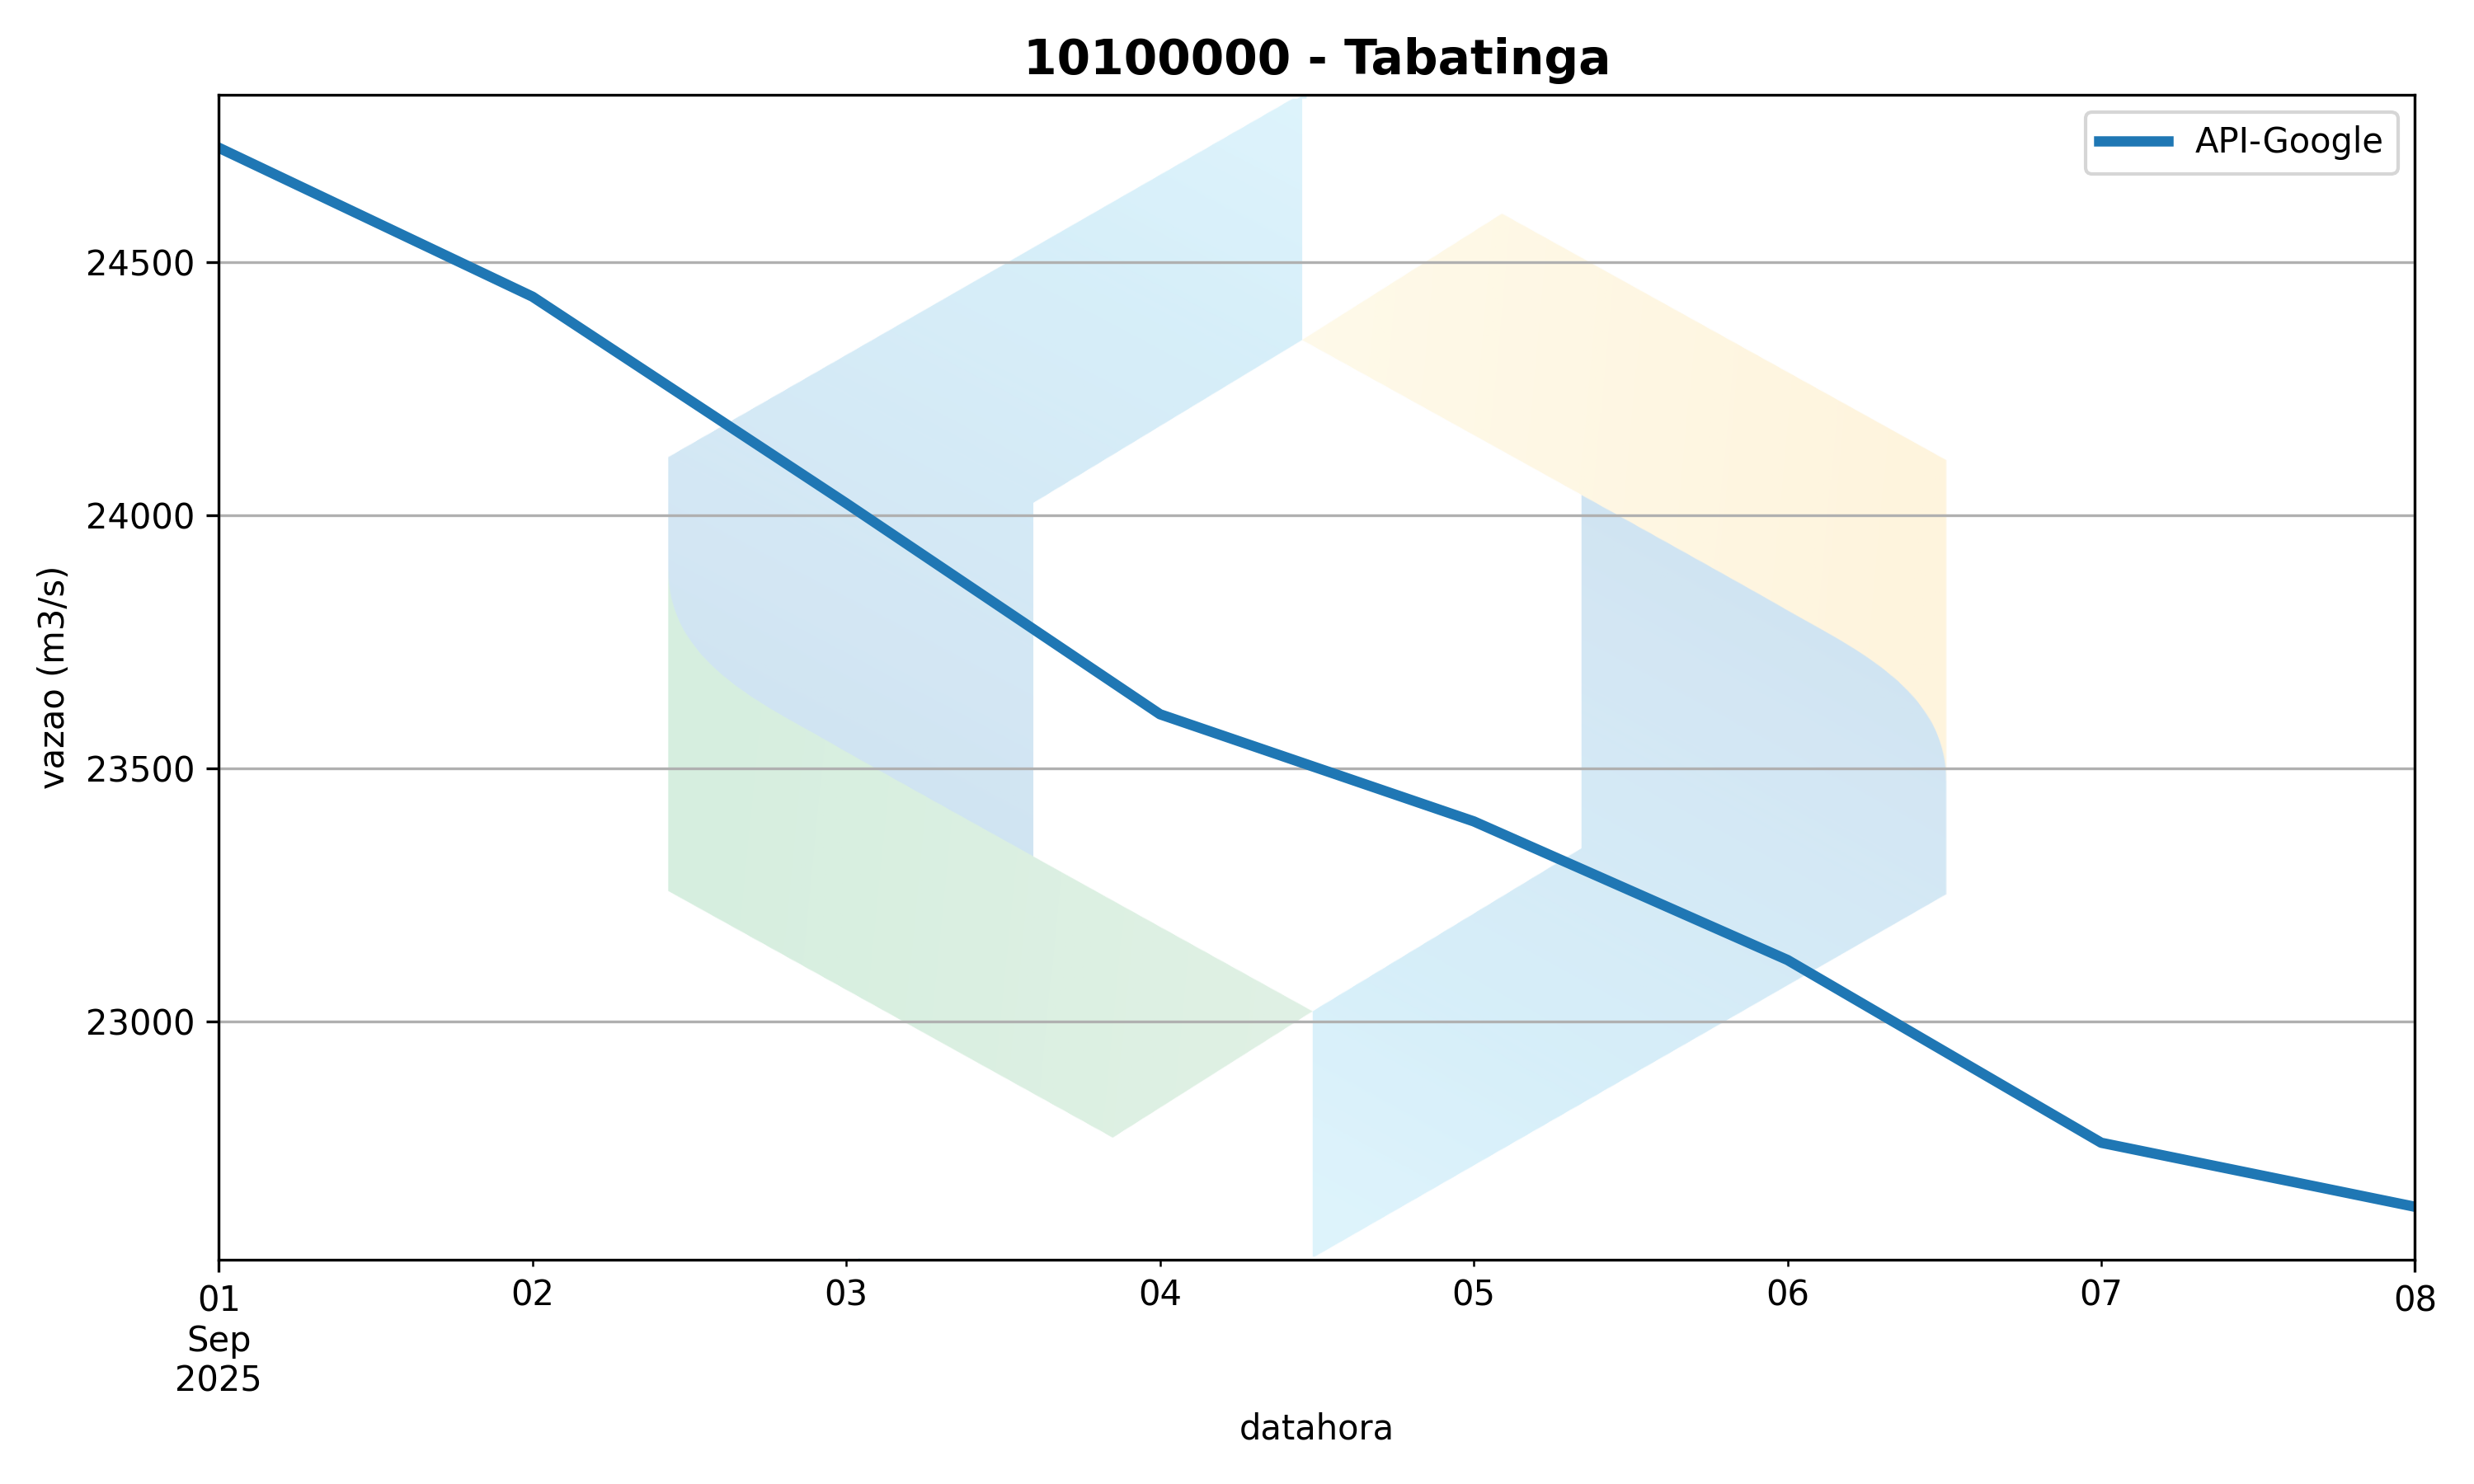 10100000 - Tabatinga
API-Google
24500
24000
23500
23000
vazao (m3/s)
01 02 03 04 05 06 07 08
Sep
2025
datahora